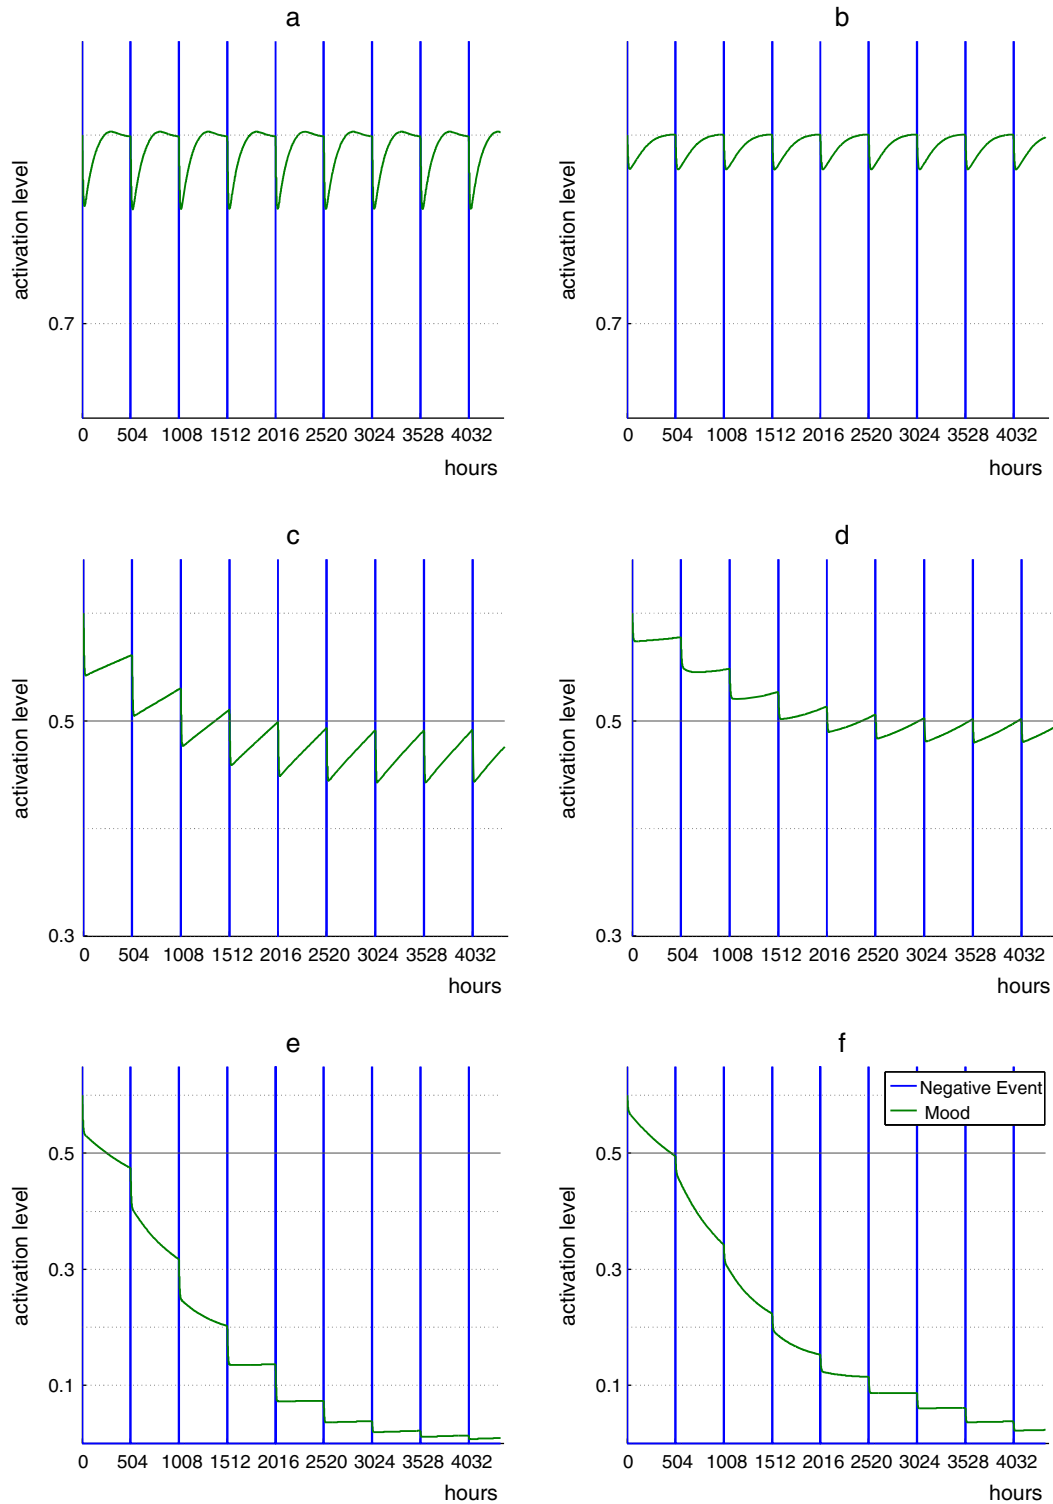 a
activation level
0.7
0 504 1008 1512 2016 2520 3024 3528 4032
hours
b
activation level
0.7
0 504 1008 1512 2016 2520 3024 3528 4032
hours
c
activation level
0.5
0.3
0 504 1008 1512 2016 2520 3024 3528 4032
hours
d
activation level
0.5
0.3
0 504 1008 1512 2016 2520 3024 3528 4032
hours
e
activation level
0.5
0.3
0.1
0 504 1008 1512 2016 2520 3024 3528 4032
hours
f
Negative Event
Mood
activation level
0.5
0.3
0.1
0 504 1008 1512 2016 2520 3024 3528 4032
hours